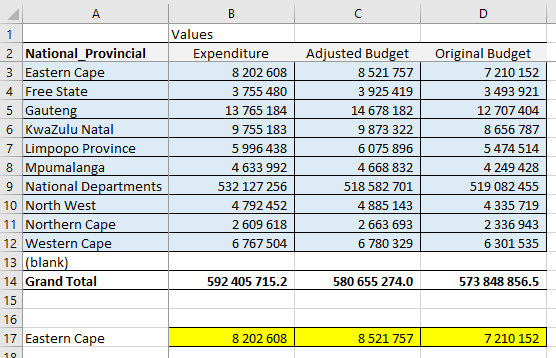 A B C D
1 Values
2 National_Provincial Expenditure Adjusted Budget Original Budget
3 Eastern Cape 8 202 608 8 521 757 7 210 152
4 Free State 3 755 480 3 925 419 3 493 921
5 Gauteng 13 765 184 14 678 182 12 707 404
6 KwaZulu Natal 9 755 183 9 873 322 8 656 787
7 Limpopo Province 5 996 438 6 075 896 5 474 514
8 Mpumalanga 4 633 992 4 668 832 4 249 428
9 National Departments 532 127 256 518 582 701 519 082 455
10 North West 4 792 452 4 885 143 4 335 719
11 Northern Cape 2 609 618 2 663 693 2 336 943
12 Western Cape 6 767 504 6 780 329 6 301 535
13 (blank)
14 Grand Total 592 405 715.2 580 655 274.0 573 848 856.5
15
16
17 Eastern Cape 8 202 608 8 521 757 7 210 152
18